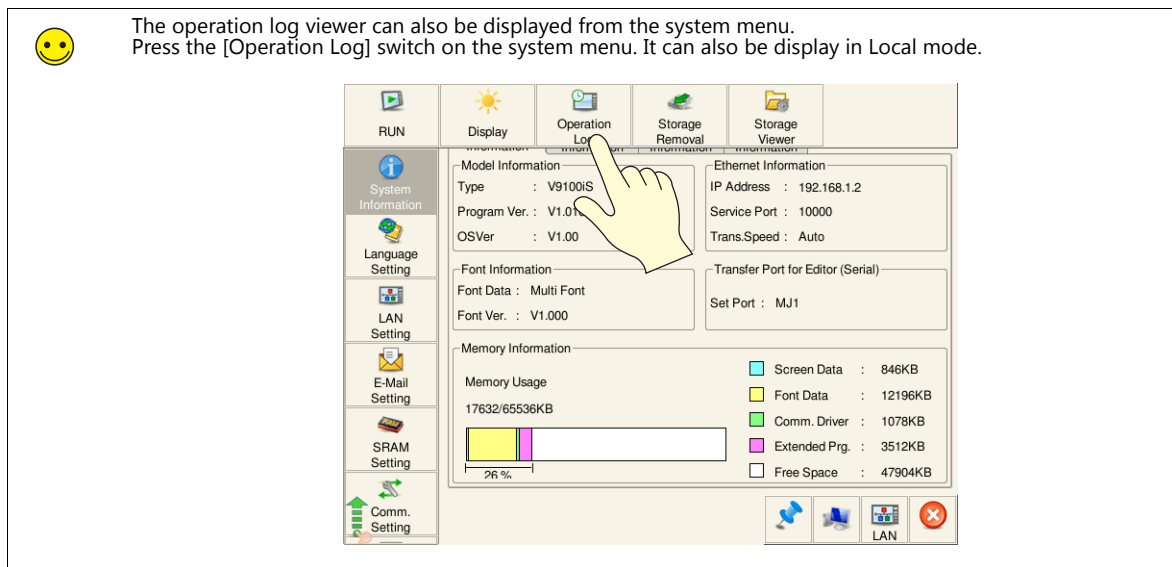 The operation log viewer can also be displayed from the system menu.
Press the [Operation Log] switch on the system menu. It can also be display in Local mode.
RUN
Display
Operation
Storage
Removal
Storage
Viewer
System
Information
Language
Setting
LAN
Setting
E-Mail
Setting
SRAM
Setting
Comm.
Setting
Information
Information
Information
Information
Model Information
Type : V9100iS
Program Ver. :
OSVer : V1.00
Ethernet Information
IP Address : 192.168.1.2
Service Port : 10000
Trans.Speed : Auto
Font Information
Font Data : Multi Font
Font Ver. : V1.000
Transfer Port for Editor (Serial)
Set Port : MJ1
Memory Information
Memory Usage
17632/65536KB
26 %
Screen Data : 846KB
Font Data : 12196KB
Comm. Driver : 1078KB
Extended Prg. : 3512KB
Free Space : 47904KB
LAN